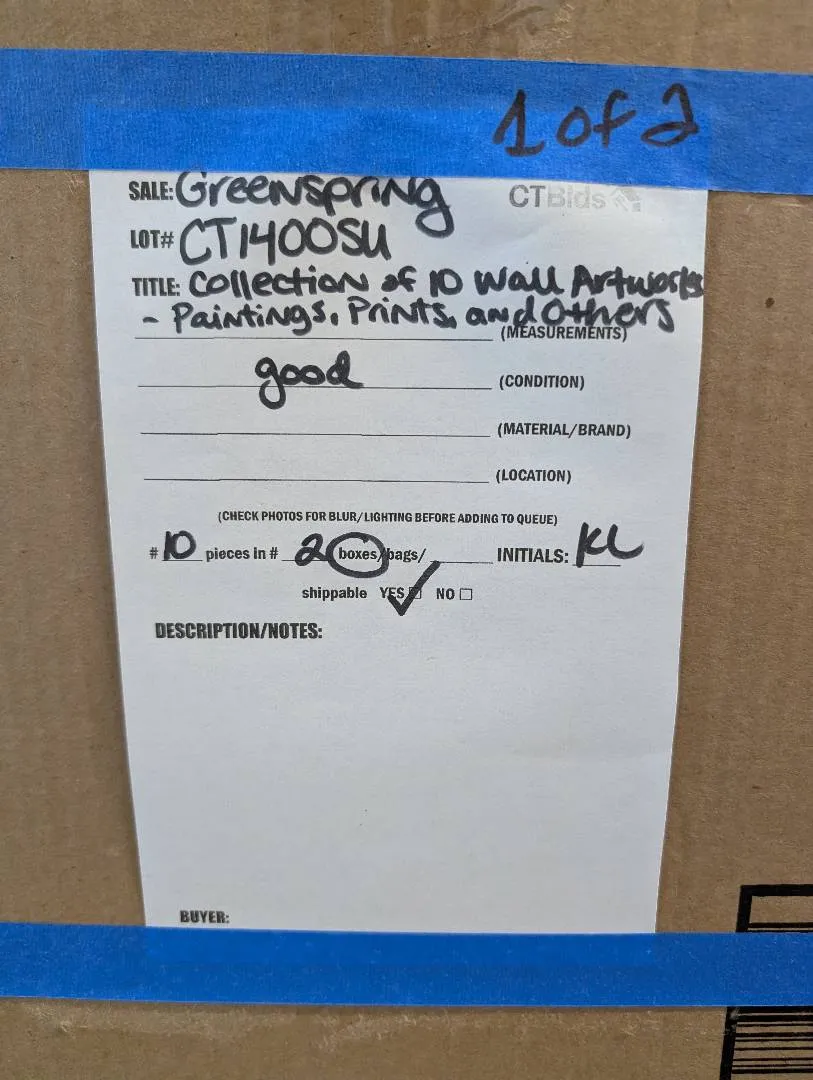 1 of 2
SALE: Greenspring
CTBids
LOT# CT1400SU
TITLE: Collection of 10 Wall Artworks
- Paintings, Prints, and Others
(MEASUREMENTS)
good (CONDITION)
(MATERIAL/BRAND)
(LOCATION)
(CHECK PHOTOS FOR BLUR/LIGHTING BEFORE ADDING TO QUEUE)
#10 pieces in # 2 boxes/bags/ INITIALS: KL
shippable YES NO
DESCRIPTION/NOTES:
BUYER: